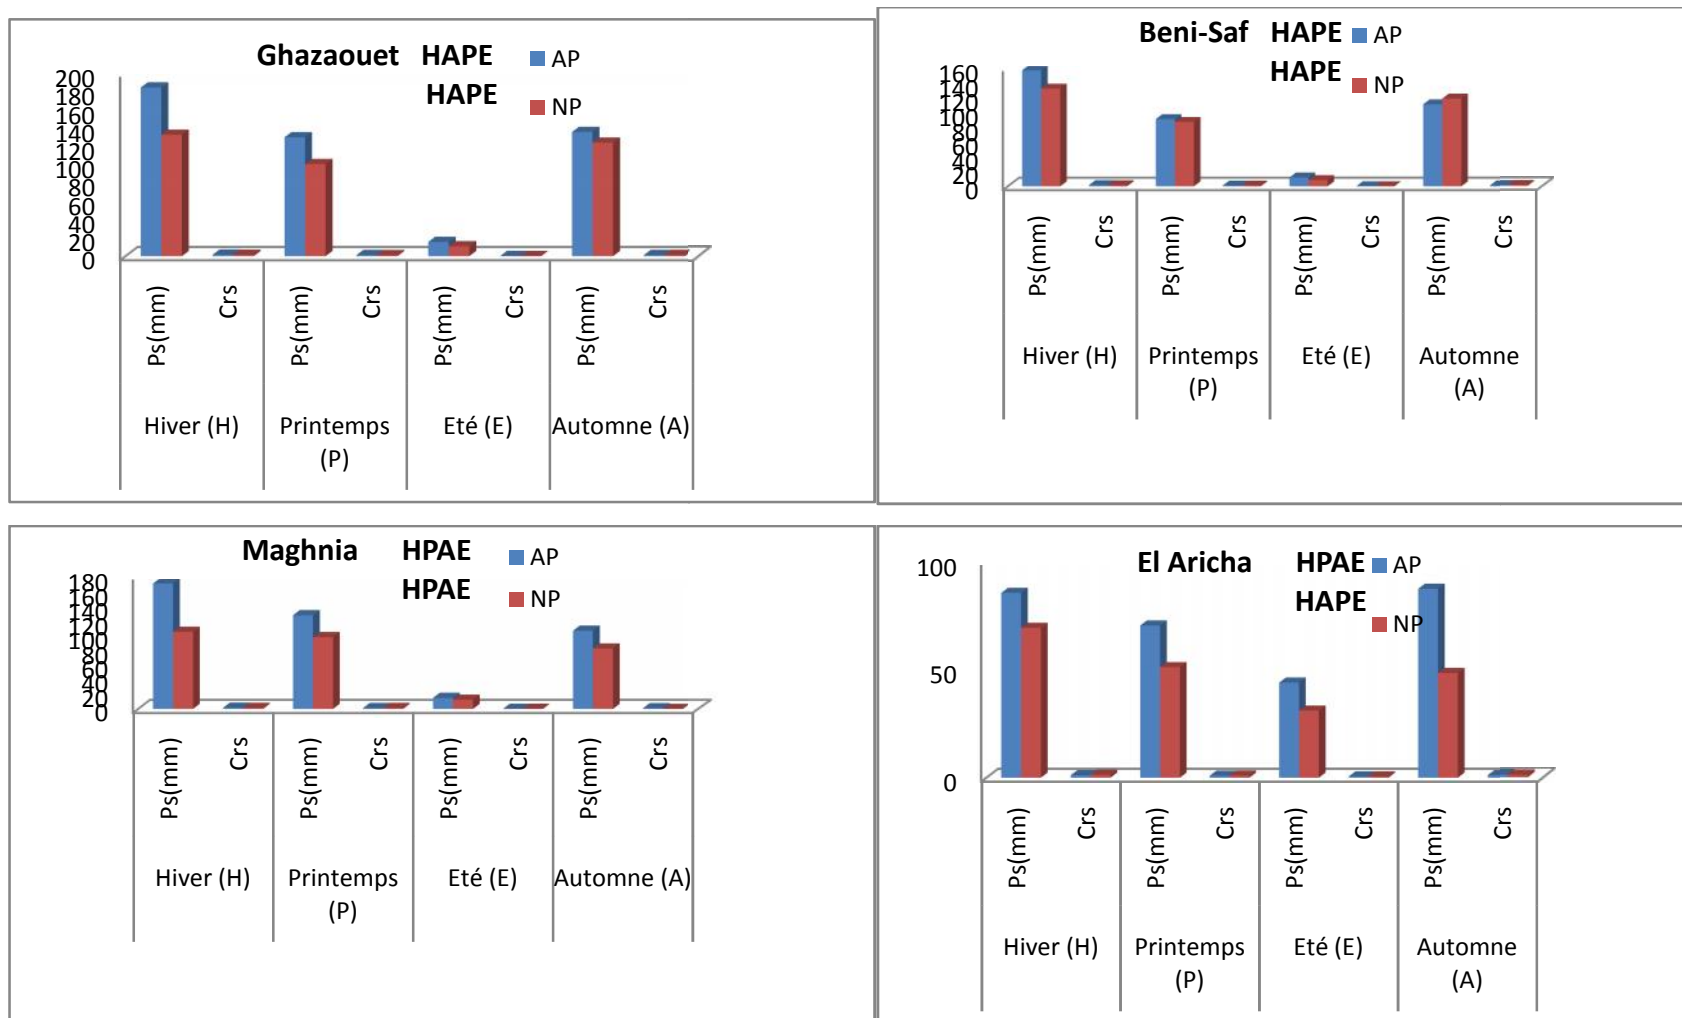 Ghazaouet HAPE
HAPE
AP
NP
200
180
160
140
120
100
80
60
40
20
0
Ps(mm)
Crs
Ps(mm)
Crs
Ps(mm)
Crs
Ps(mm)
Crs
Hiver (H)
Printemps
(P)
Eté (E)
Automne (A)
Beni-Saf HAPE
HAPE
AP
NP
160
140
120
100
80
60
40
20
0
Ps(mm)
Crs
Ps(mm)
Crs
Ps(mm)
Crs
Ps(mm)
Crs
Hiver (H)
Printemps
(P)
Eté (E)
Automne
(A)
Maghnia HPAE
HPAE
AP
NP
180
160
140
120
100
80
60
40
20
0
Ps(mm)
Crs
Ps(mm)
Crs
Ps(mm)
Crs
Ps(mm)
Crs
Hiver (H)
Printemps
(P)
Eté (E)
Automne (A)
El Aricha HPAE
HAPE
AP
NP
100
50
0
Ps(mm)
Crs
Ps(mm)
Crs
Ps(mm)
Crs
Ps(mm)
Crs
Hiver (H)
Printemps
(P)
Eté (E)
Automne
(A)